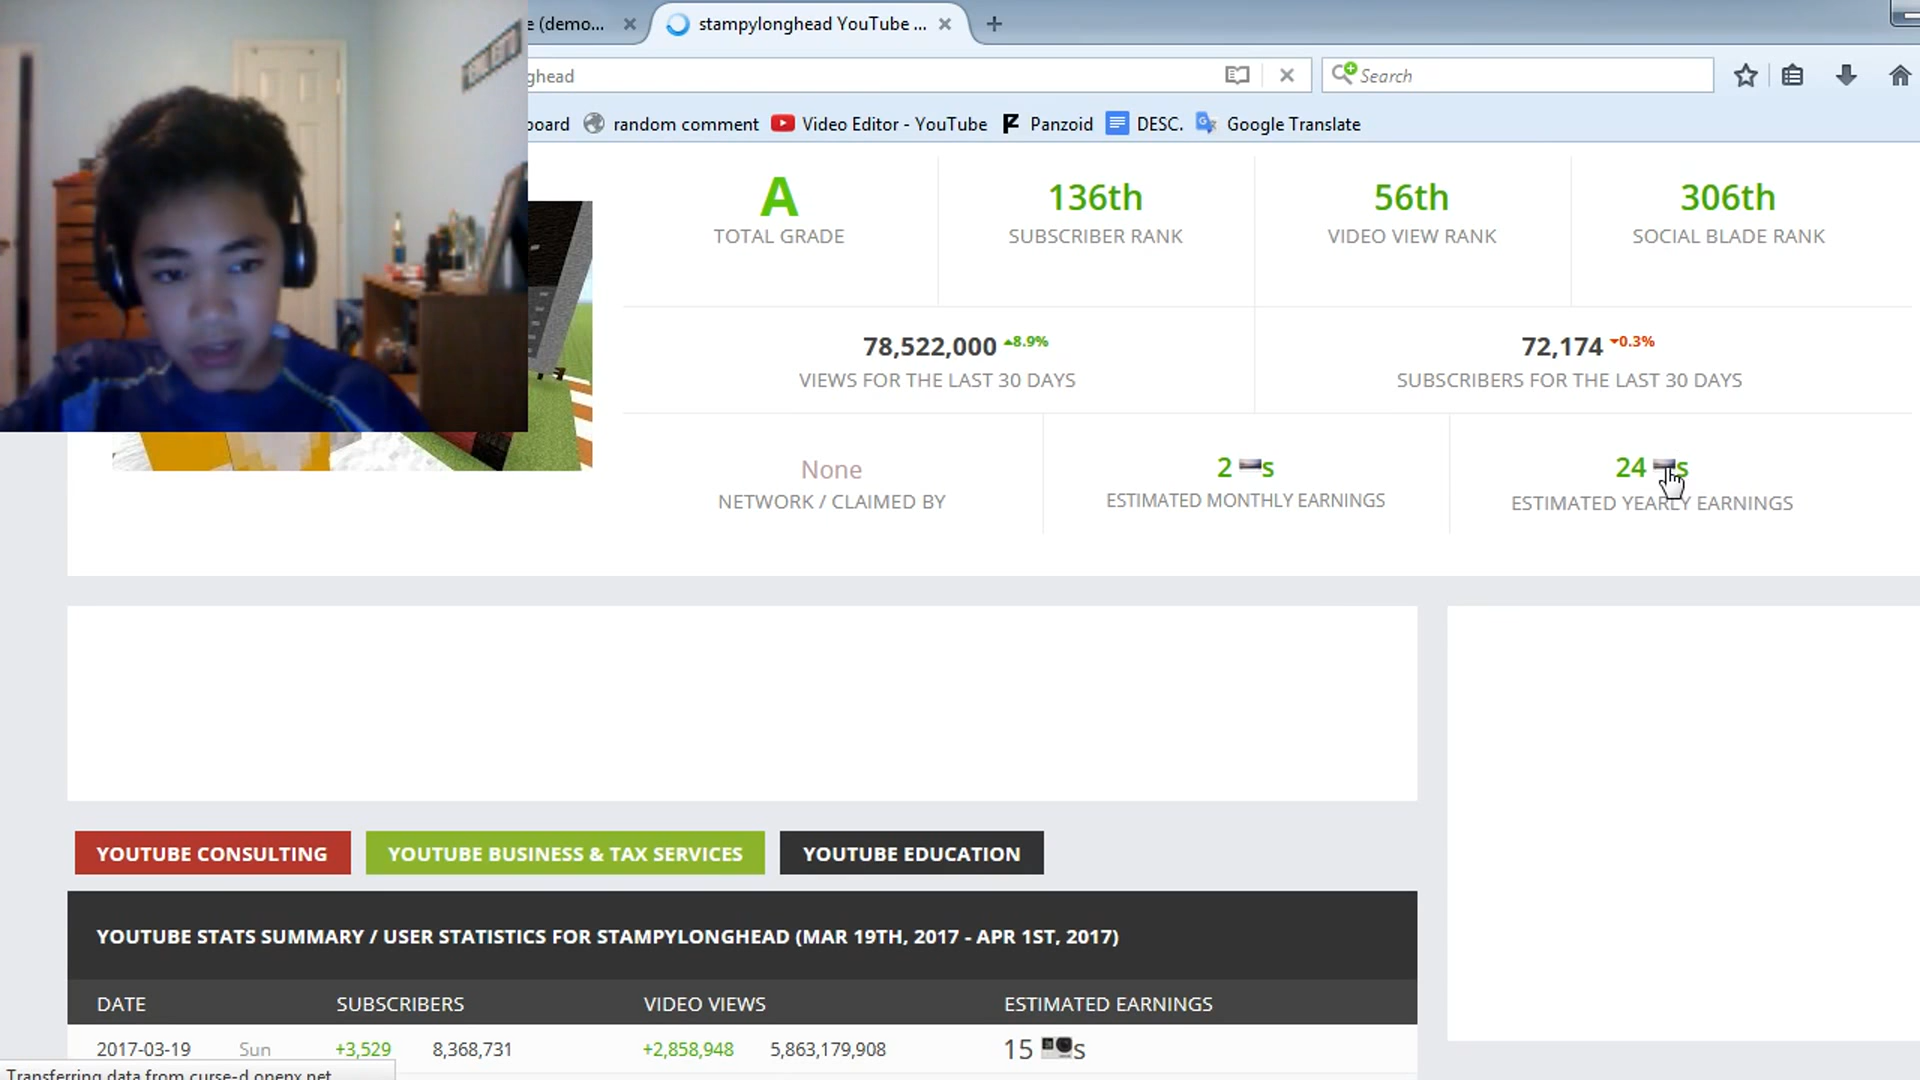 e (demo...
stampylonghead YouTube ...
ghead
Search
board
random comment
Video Editor - YouTube
Panzoid
DESC.
Google Translate
A
TOTAL GRADE
136th
SUBSCRIBER RANK
56th
VIDEO VIEW RANK
306th
SOCIAL BLADE RANK
78,522,000 8.9%
VIEWS FOR THE LAST 30 DAYS
72,174 0.3%
SUBSCRIBERS FOR THE LAST 30 DAYS
None
NETWORK / CLAIMED BY
2 s
ESTIMATED MONTHLY EARNINGS
24 s
ESTIMATED YEARLY EARNINGS
YOUTUBE CONSULTING
YOUTUBE BUSINESS & TAX SERVICES
YOUTUBE EDUCATION
YOUTUBE STATS SUMMARY / USER STATISTICS FOR STAMPYLONGHEAD (MAR 19TH, 2017 - APR 1ST, 2017)
DATE SUBSCRIBERS VIDEO VIEWS ESTIMATED EARNINGS
2017-03-19 Sun +3,529 8,368,731 +2,858,948 5,863,179,908 15 s
Transferring data from curse-d.openx.net...